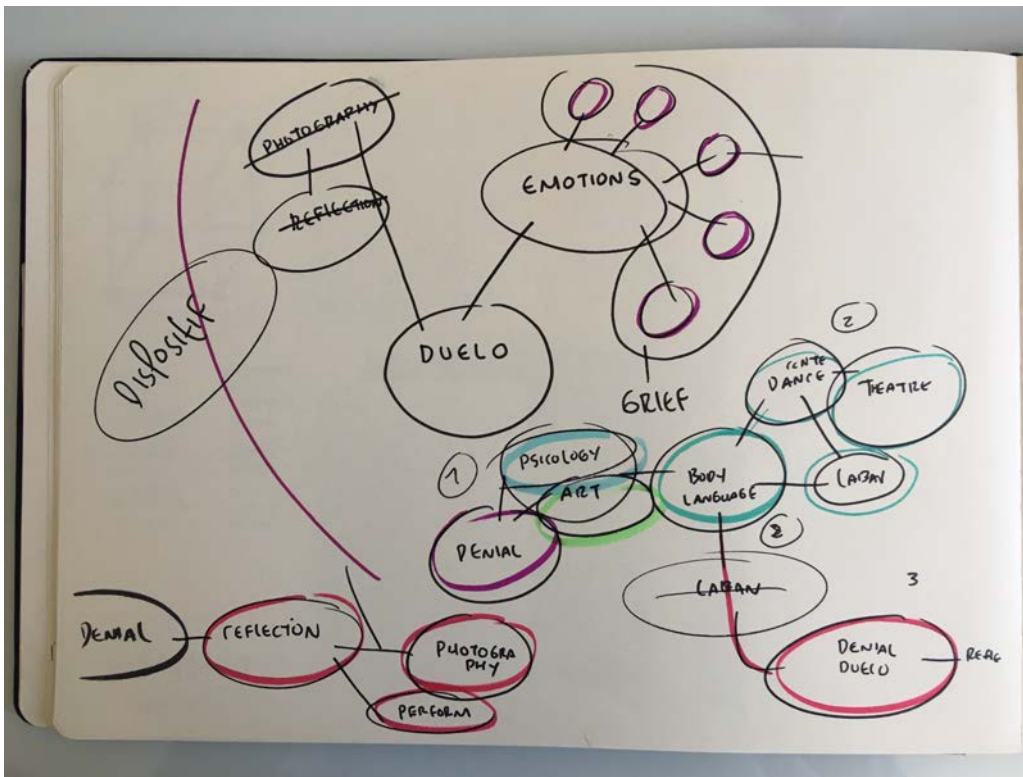 PHOTOGRAPHY
REFLECTION
EMOTIONS
DISPOSITIF
DUELO
GRIEF
2
DANCE
THEATRE
LABAN
1
PSICOLOGY
ART
BODY
LANGUAGE
DENIAL
2
LABAN
3
DENIAL
REFLECTION
PHOTOGRA
PHY
PERFORM
DENIAL
DUELO